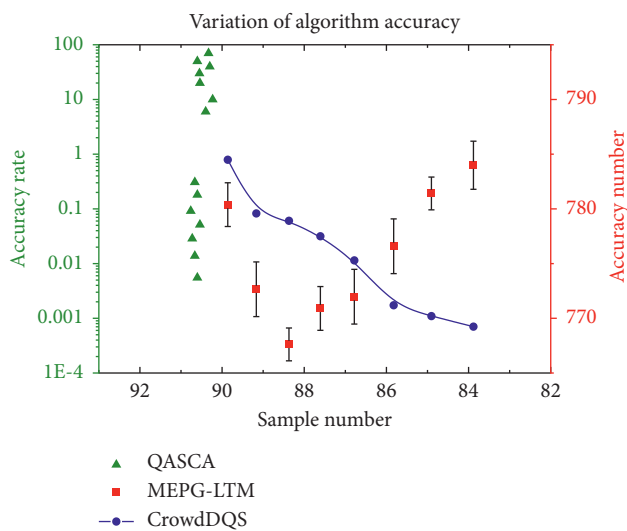 Variation of algorithm accuracy
100
10
1
0.1
0.01
0.001
1E-4
Accuracy rate
790
780
770
Accuracy number
92 90 88 86 84 82
Sample number
QASCA
MEPG-LTM
CrowdDQS